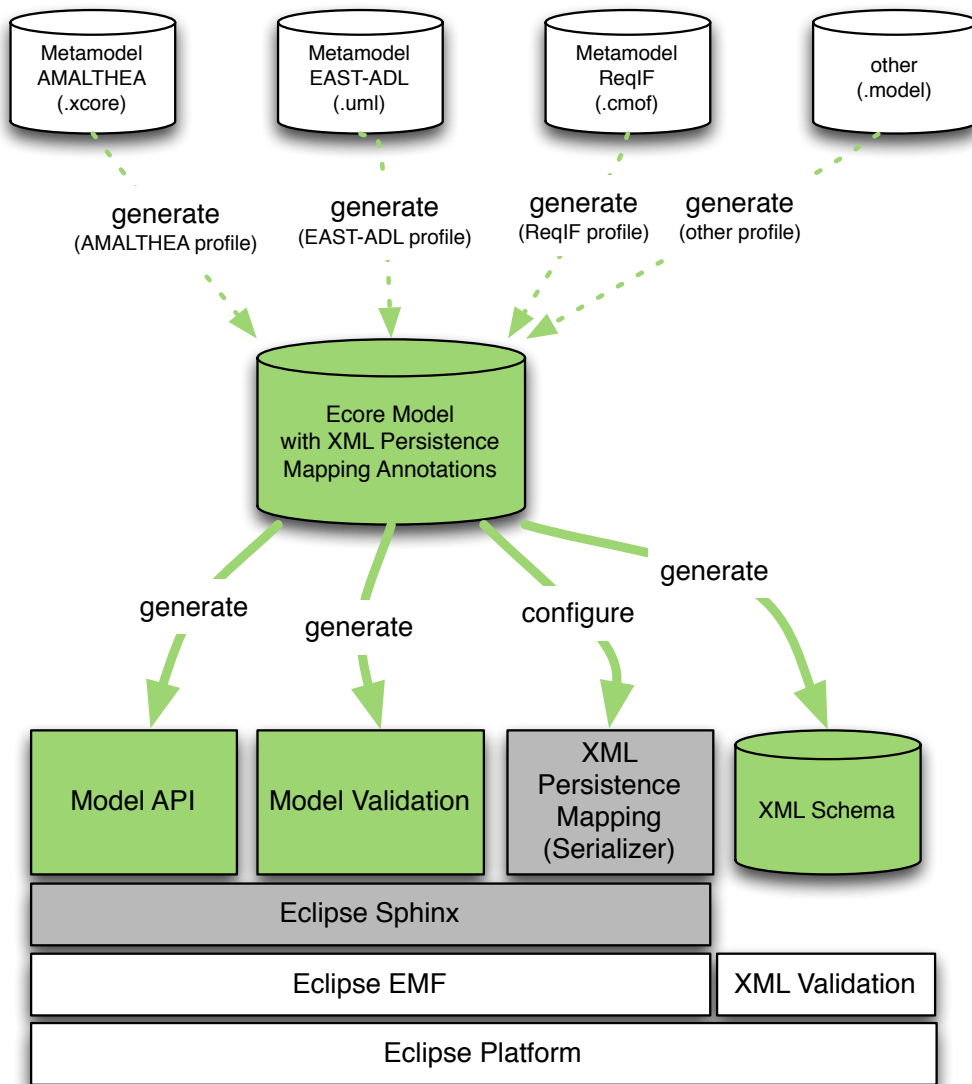 Metamodel
AMALTHEA
(.xcore)
Metamodel
EAST-ADL
(.uml)
Metamodel
ReqIF
(.cmof)
other
(.model)
generate
(AMALTHEA profile)
generate
(EAST-ADL profile)
generate
(ReqIF profile)
generate
(other profile)
Ecore Model
with XML Persistence
Mapping Annotations
generate
generate
configure
generate
Model API
Model Validation
XML
Persistence
Mapping
(Serializer)
XML Schema
Eclipse Sphinx
Eclipse EMF
XML Validation
Eclipse Platform